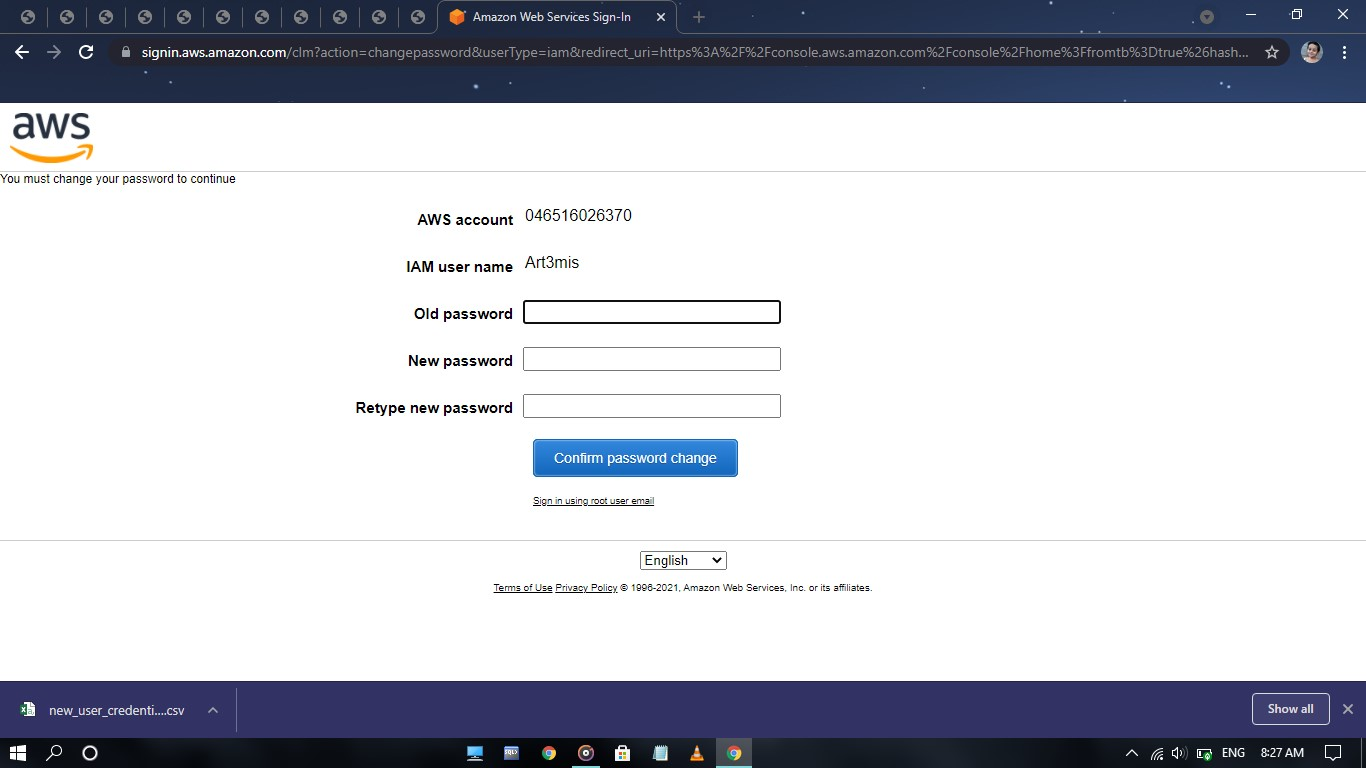 Amazon Web Services Sign-In
signin.aws.amazon.com/clm?action=changepassword&userType=iam&redirect_uri=https%3A%2F%2Fconsole.aws.amazon.com%2Fconsole%2Fhome%3Ffromtb%3Dtrue%26hash...
aws
You must change your password to continue
AWS account 046516026370
IAM user name Art3mis
Old password
New password
Retype new password
Confirm password change
Sign in using root user email
English
Terms of Use Privacy Policy © 1996-2021, Amazon Web Services, Inc. or its affiliates.
new_user_credenti....csv
Show all
ENG 8:27 AM